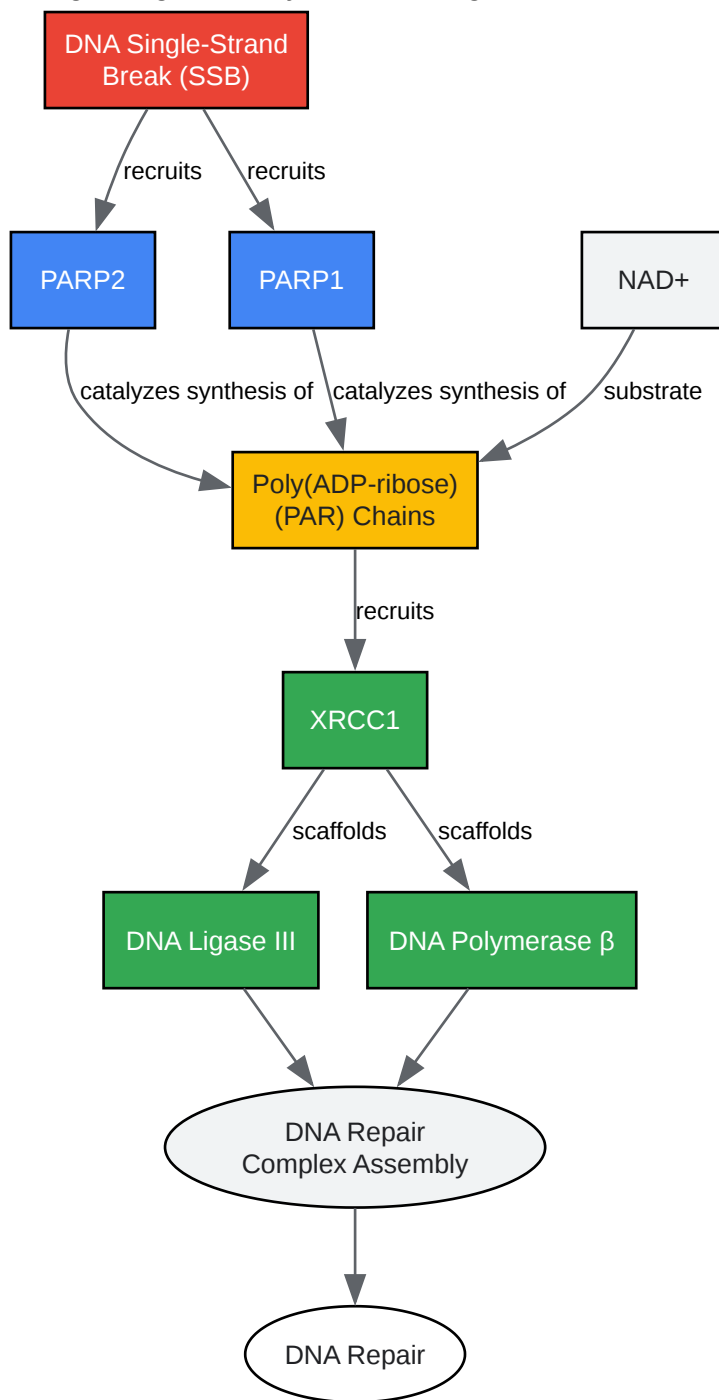 DNA Single-Strand
Break (SSB)
recruits
recruits
PARP2
PARP1
NAD+
catalyzes synthesis of
catalyzes synthesis of
substrate
Poly(ADP-ribose)
(PAR) Chains
recruits
XRCC1
scaffolds
scaffolds
DNA Ligase III
DNA Polymerase β
DNA Repair
Complex Assembly
DNA Repair